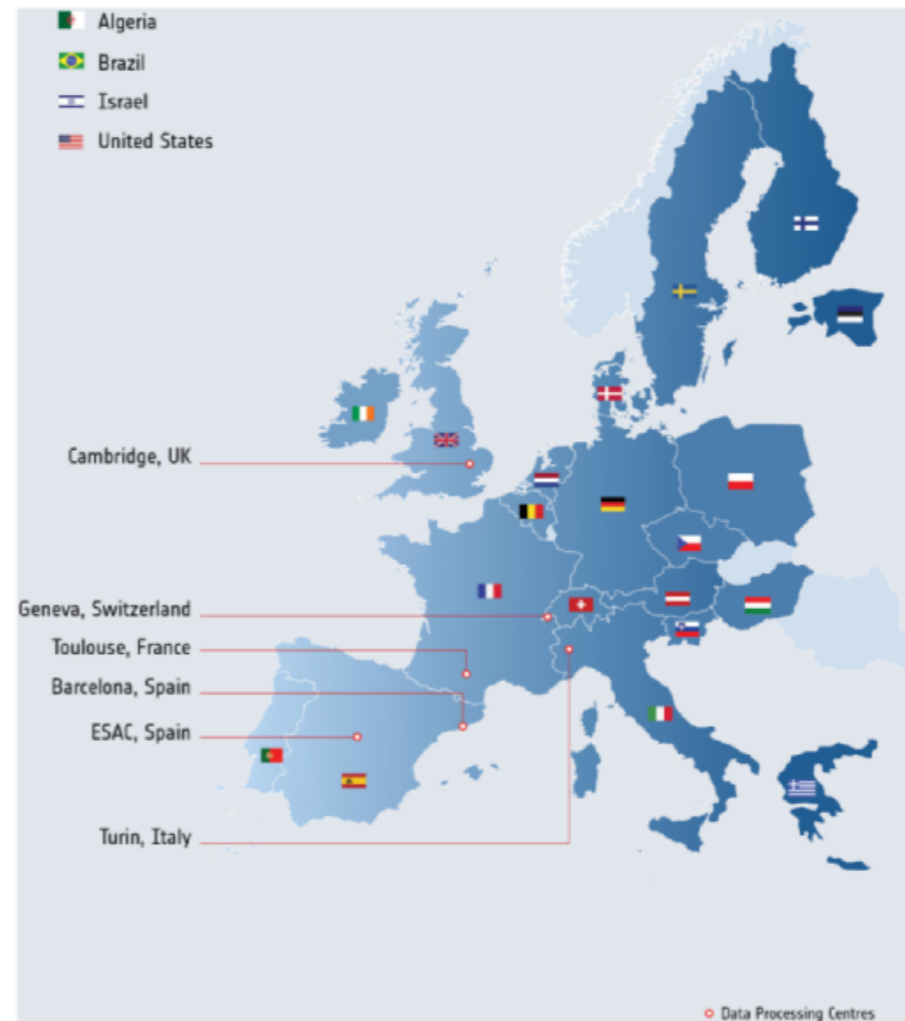 Algeria
Brazil
Israel
United States
Cambridge, UK
Geneva, Switzerland
Toulouse, France
Barcelona, Spain
ESAC, Spain
Turin, Italy
Data Processing Centres